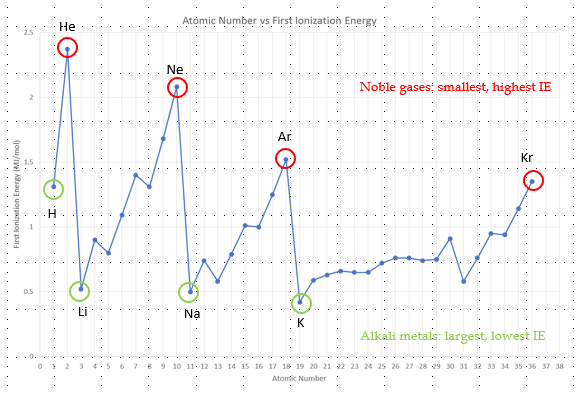 Atomic Number vs First Ionization Energy
He
2.5
Ne
Noble gases: smallest, highest IE
2
Ar
Kr
1.5
H
First Ionization Energy (MJ/mol)
1
0.5
Li
Na
K
Alkali metals: largest, lowest IE
0
0 1 2 3 4 5 6 7 8 9 10 11 12 13 14 15 16 17 18 19 20 21 22 23 24 25 26 27 28 29 30 31 32 33 34 35 36 37 38
Atomic Number